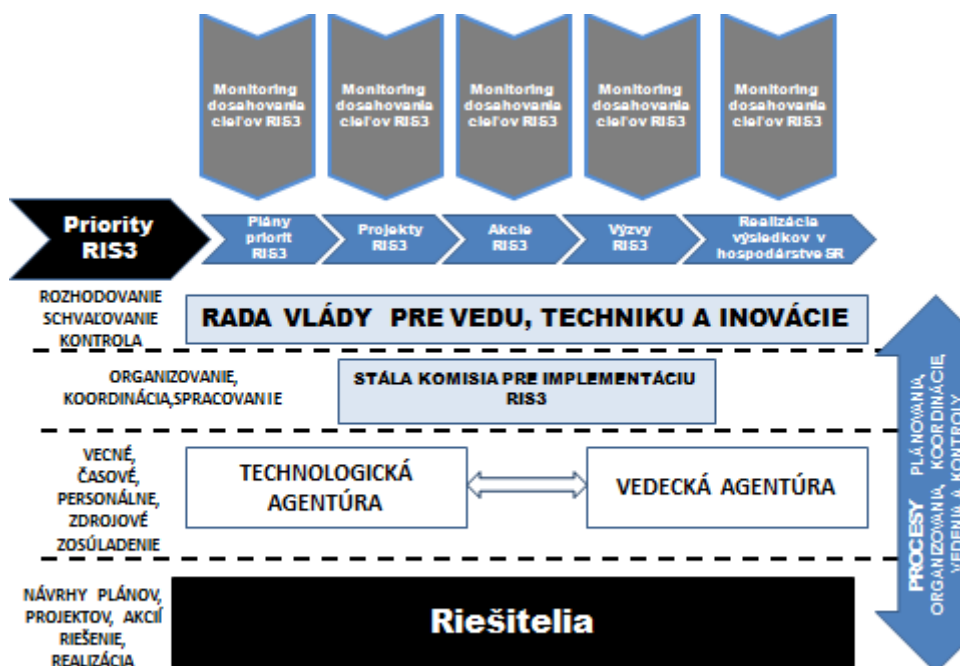 Monitoring
dosahovania
cieľov RIS3
Monitoring
dosahovania
cieľov RIS3
Monitoring
dosahovania
cieľov RIS3
Monitoring
dosahovania
cieľov RIS3
Monitoring
dosahovania
cieľov RIS3
Priority
RIS3
Plány
priorit
RIS3
Projekty
RIS3
Akcie
RIS3
Výzvy
RIS3
Realizácia
výsledkov v
hospodárstve SR
ROZHODOVANIE
SCHVAĽOVANIE
KONTROLA
RADA VLÁDY PRE VEDU, TECHNIKU A INOVÁCIE
ORGANIZOVANIE,
KOORDINÁCIA,SPRACOVANIE
STÁLA KOMISIA PRE IMPLEMENTÁCIU
RIS3
VECNÉ,
ČASOVÉ,
PERSONÁLNE,
ZDROJOVÉ
ZOSÚLADENIE
TECHNOLOGICKÁ
AGENTÚRA
VEDECKÁ AGENTÚRA
NÁVRHY PLÁNOV,
PROJEKTOV, AKCIÍ
RIEŠENIE,
REALIZÁCIA
Riešitelia
PROCESY PLÁNOVANIA,
ORGANIZOVANIA, KOORDINÁCIE,
VEDENIA A KONTROLY